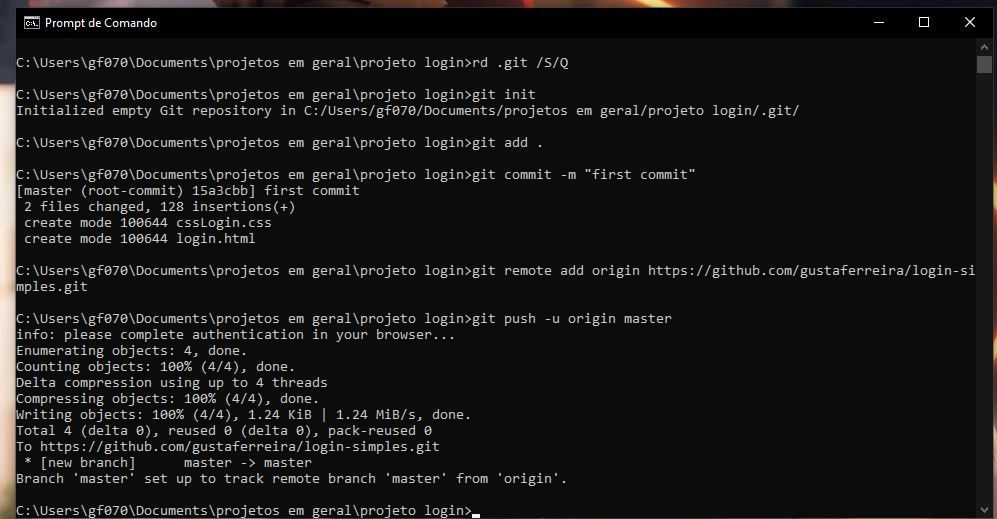 Prompt de Comando
C:\Users\gf070\Documents\projetos em geral\projeto login>rd .git /S/Q
C:\Users\gf070\Documents\projetos em geral\projeto login>git init
Initialized empty Git repository in C:/Users/gf070/Documents/projetos em geral/projeto login/.git/
C:\Users\gf070\Documents\projetos em geral\projeto login>git add .
C:\Users\gf070\Documents\projetos em geral\projeto login>git commit -m "first commit"
[master (root-commit) 15a3cbb] first commit
 2 files changed, 128 insertions(+)
 create mode 100644 cssLogin.css
 create mode 100644 login.html
C:\Users\gf070\Documents\projetos em geral\projeto login>git remote add origin https://github.com/gustaferreira/login-si
mples.git
C:\Users\gf070\Documents\projetos em geral\projeto login>git push -u origin master
info: please complete authentication in your browser...
Enumerating objects: 4, done.
Counting objects: 100% (4/4), done.
Delta compression using up to 4 threads
Compressing objects: 100% (4/4), done.
Writing objects: 100% (4/4), 1.24 KiB | 1.24 MiB/s, done.
Total 4 (delta 0), reused 0 (delta 0), pack-reused 0
To https://github.com/gustaferreira/login-simples.git
 * [new branch]      master -> master
Branch 'master' set up to track remote branch 'master' from 'origin'.
C:\Users\gf070\Documents\projetos em geral\projeto login>